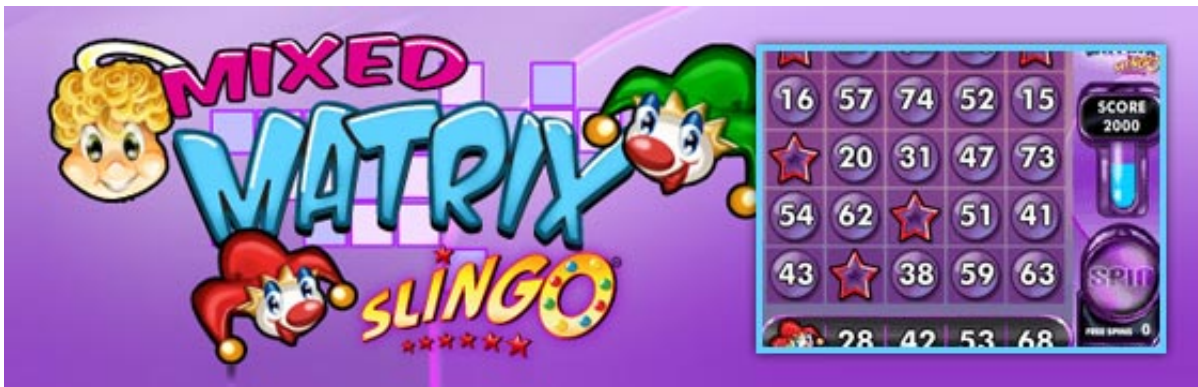 MIXED
MATRIX
SLINGO
16 57 74 52 15
20 31 47 73
54 62 51 41
43 38 59 63
28 42 53 68
SCORE
2000
SPIN
FREE SPINS 0